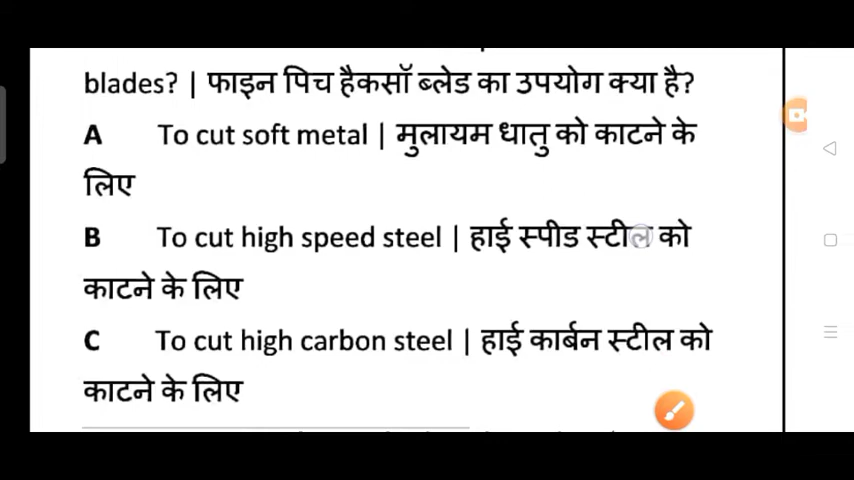 blades? | फाइन पिच हैकसॉ ब्लेड का उपयोग क्या है?
A To cut soft metal | मुलायम धातु को काटने के
लिए
B To cut high speed steel | हाई स्पीड स्टील को
काटने के लिए
C To cut high carbon steel | हाई कार्बन स्टील को
काटने के लिए